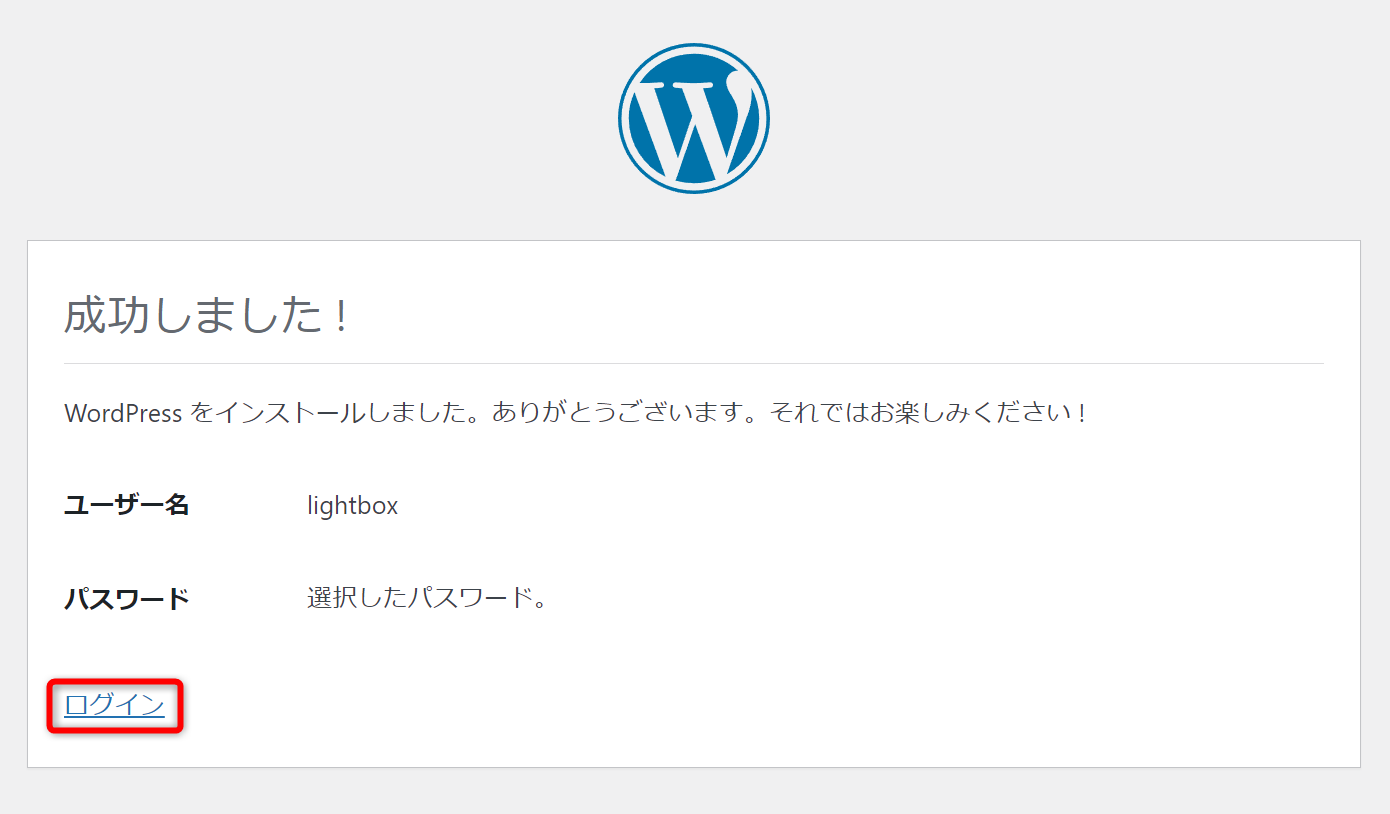 成功しました !
WordPress をインストールしました。ありがとうございます。それではお楽しみください !
ユーザー名 lightbox
パスワード 選択したパスワード。
ログイン